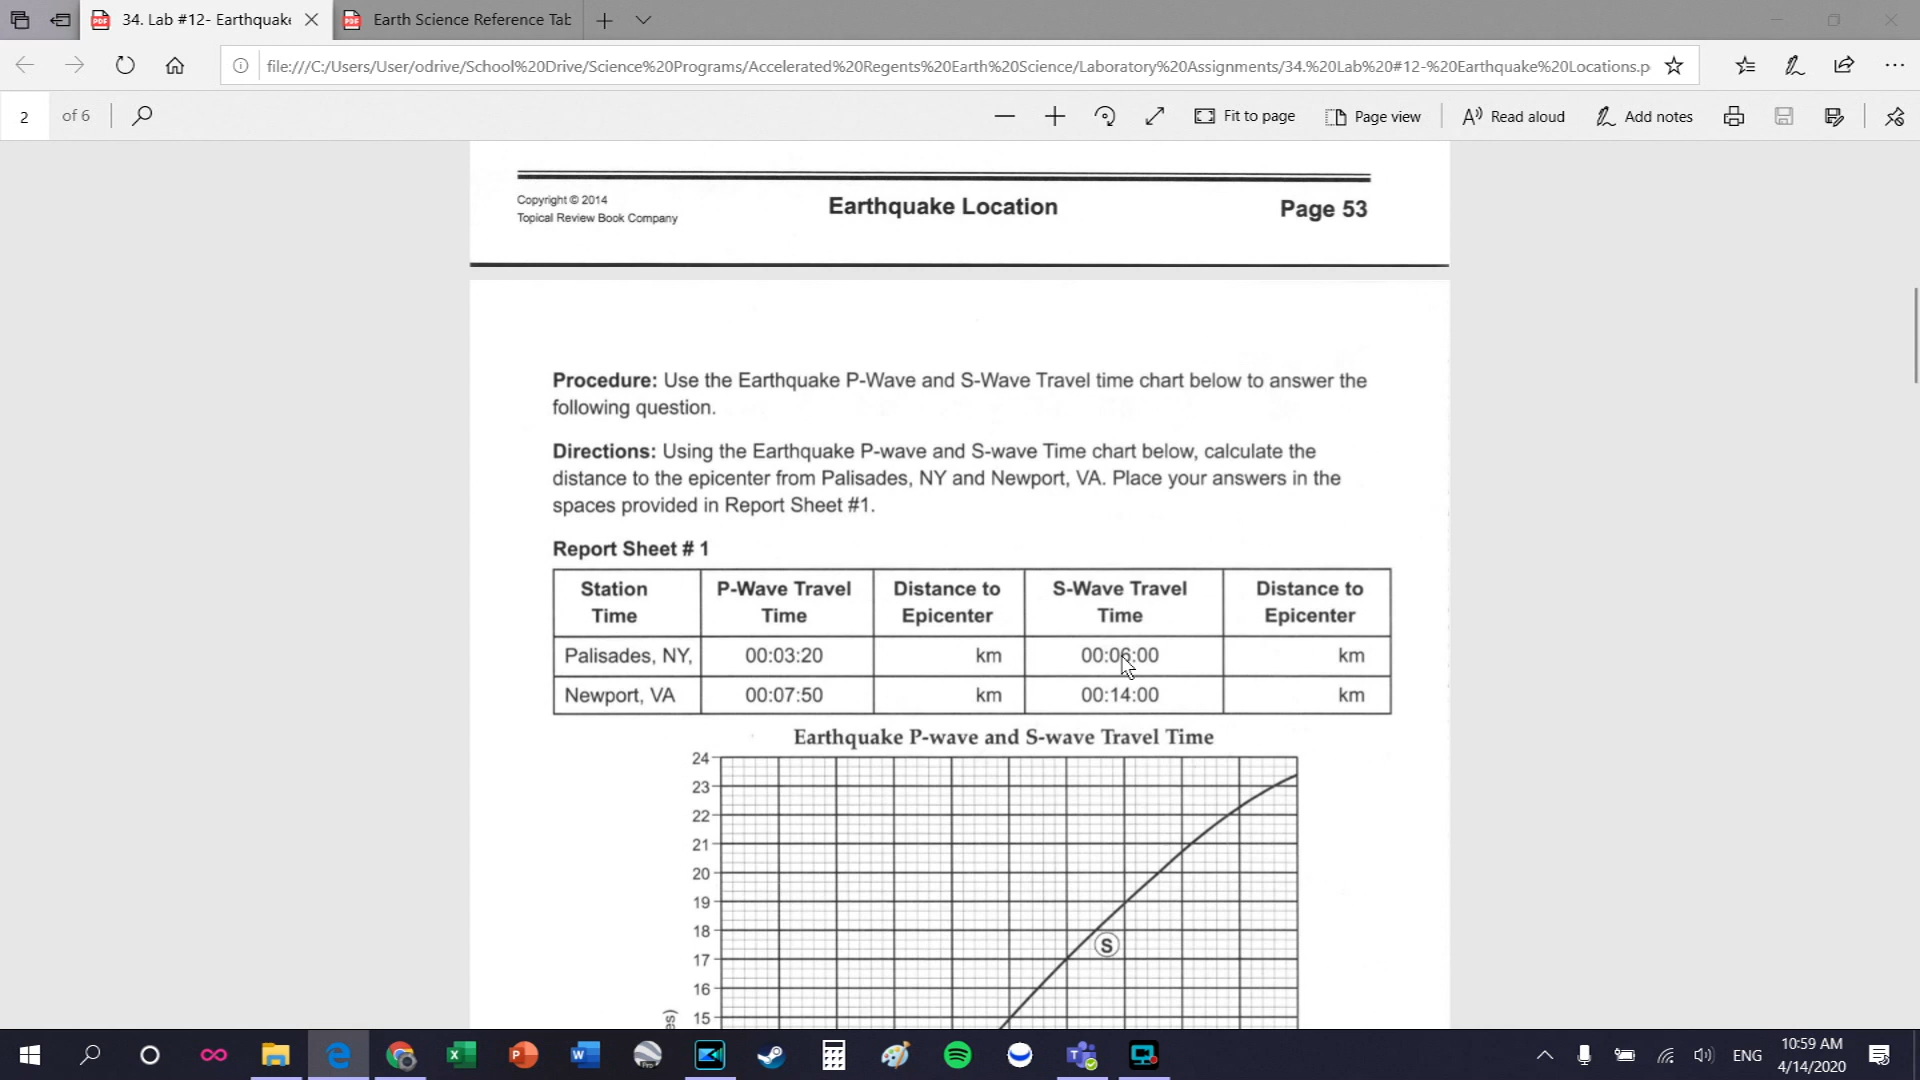 34. Lab #12- Earthquake
Earth Science Reference Tab
file:///C:/Users/User/odrive/School%20Drive/Science%20Programs/Accelerated%20Regents%20Earth%20Science/Laboratory%20Assignments/34.%20Lab%20#12-%20Earthquake%20Locations.p
2 of 6
Fit to page
Page view
Read aloud
Add notes
Copyright © 2014
Topical Review Book Company
Earthquake Location
Page 53
Procedure: Use the Earthquake P-Wave and S-Wave Travel time chart below to answer the
following question.
Directions: Using the Earthquake P-wave and S-wave Time chart below, calculate the
distance to the epicenter from Palisades, NY and Newport, VA. Place your answers in the
spaces provided in Report Sheet #1.
Report Sheet # 1
Station Time | P-Wave Travel Time | Distance to Epicenter | S-Wave Travel Time | Distance to Epicenter
Palisades, NY, | 00:03:20 | km | 00:06:00 | km
Newport, VA | 00:07:50 | km | 00:14:00 | km
Earthquake P-wave and S-wave Travel Time
24
23
22
21
20
19
18
S
17
16
15
ENG
10:59 AM
4/14/2020